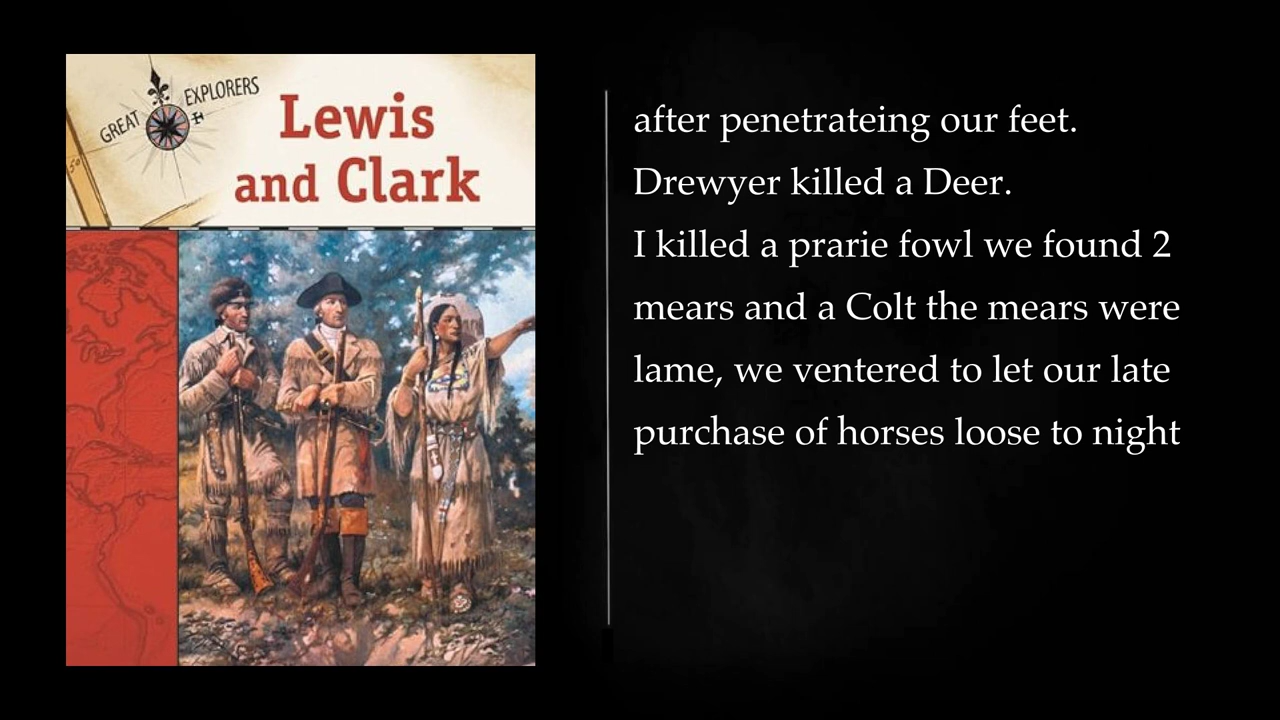 GREAT EXPLORERS
Lewis
and Clark
50
after penetrateing our feet.
Drewyer killed a Deer.
I killed a prarie fowl we found 2
mears and a Colt the mears were
lame, we ventered to let our late
purchase of horses loose to night